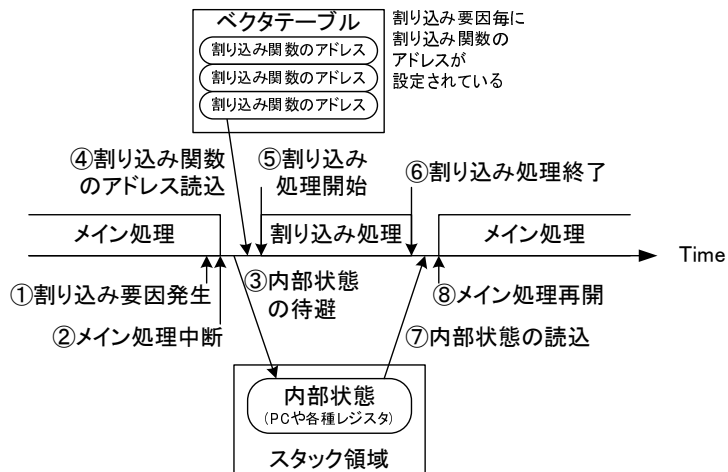 ベクタテーブル
割り込み関数のアドレス
割り込み関数のアドレス
割り込み関数のアドレス
割り込み要因毎に
割り込み関数の
アドレスが
設定されている
④割り込み関数
のアドレス読込
⑤割り込み
処理開始
⑥割り込み処理終了
メイン処理
割り込み処理
メイン処理
Time
①割り込み要因発生
②メイン処理中断
③内部状態
の待避
⑧メイン処理再開
⑦内部状態の読込
内部状態
(PCや各種レジスタ)
スタック領域